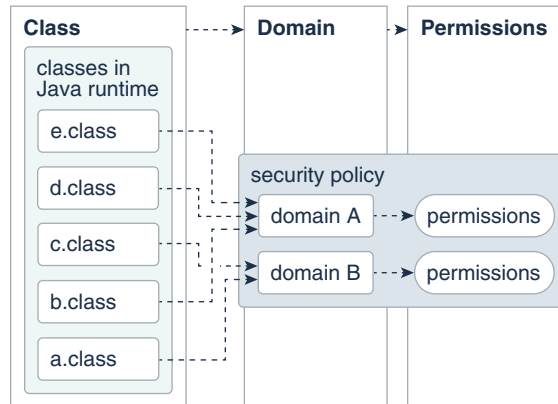 Class
Domain
Permissions
classes in
Java runtime
e.class
d.class
c.class
b.class
a.class
security policy
domain A
permissions
domain B
permissions